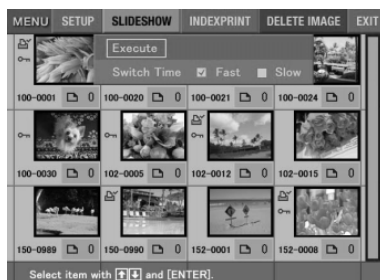 MENU SETUP SLIDESHOW INDEXPRINT DELETE IMAGE EXIT
Execute
Switch Time Fast Slow
100-0001 0 100-0020 0 100-0021 0 100-0024 0
100-0030 0 102-0005 0 102-0012 0 102-0015 0
150-0989 0 150-0990 0 152-0001 0 152-0008 0
Select item with [↑][↓] and [ENTER].